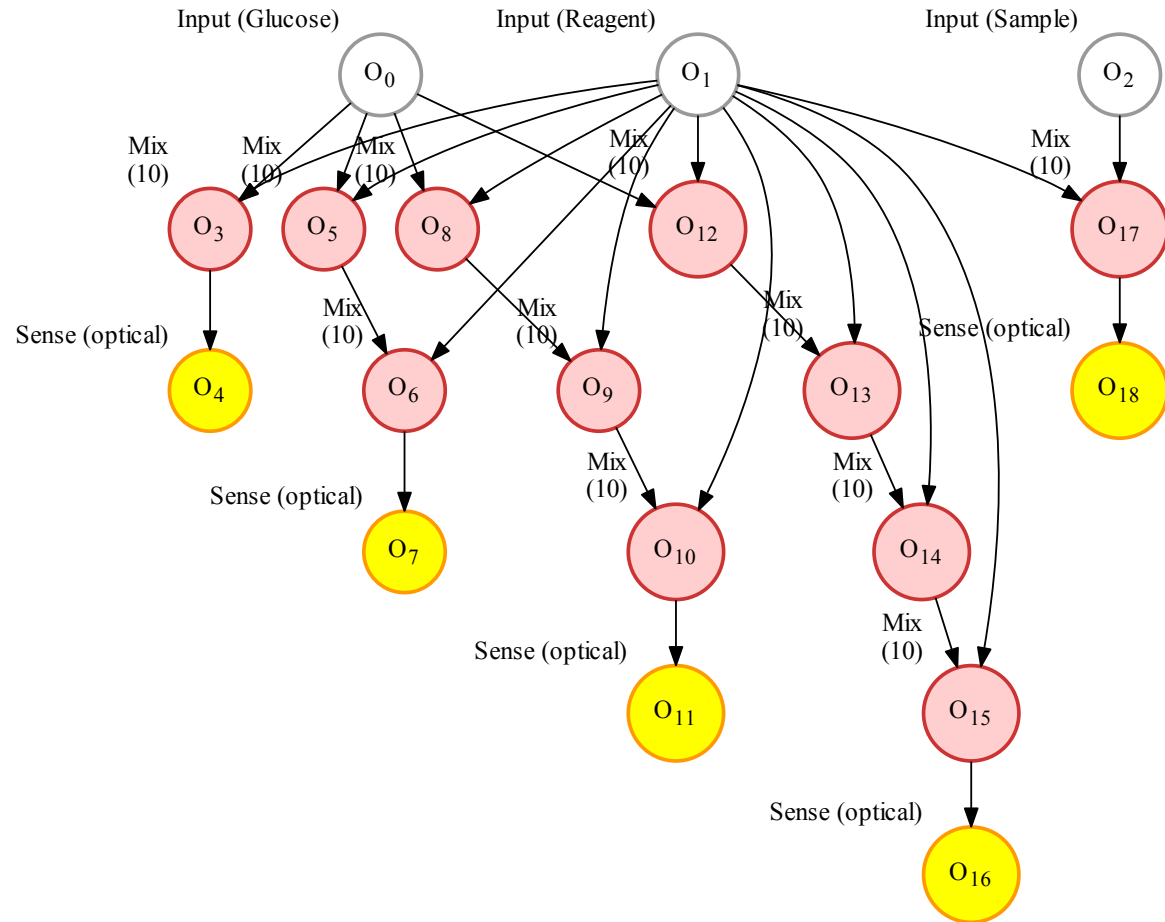 Input (Glucose)
Input (Reagent)
Input (Sample)
O0
O1
O2
Mix
(10)
Mix
(10)
Mix
(10)
Mix
(10)
Mix
(10)
O3
O5
O8
O12
O17
Sense (optical)
Mix
(10)
Mix
(10)
Mix
(10)
Sense (optical)
O4
O6
O9
O13
O18
Sense (optical)
Mix
(10)
Mix
(10)
O7
O10
O14
Sense (optical)
Mix
(10)
O11
O15
Sense (optical)
O16